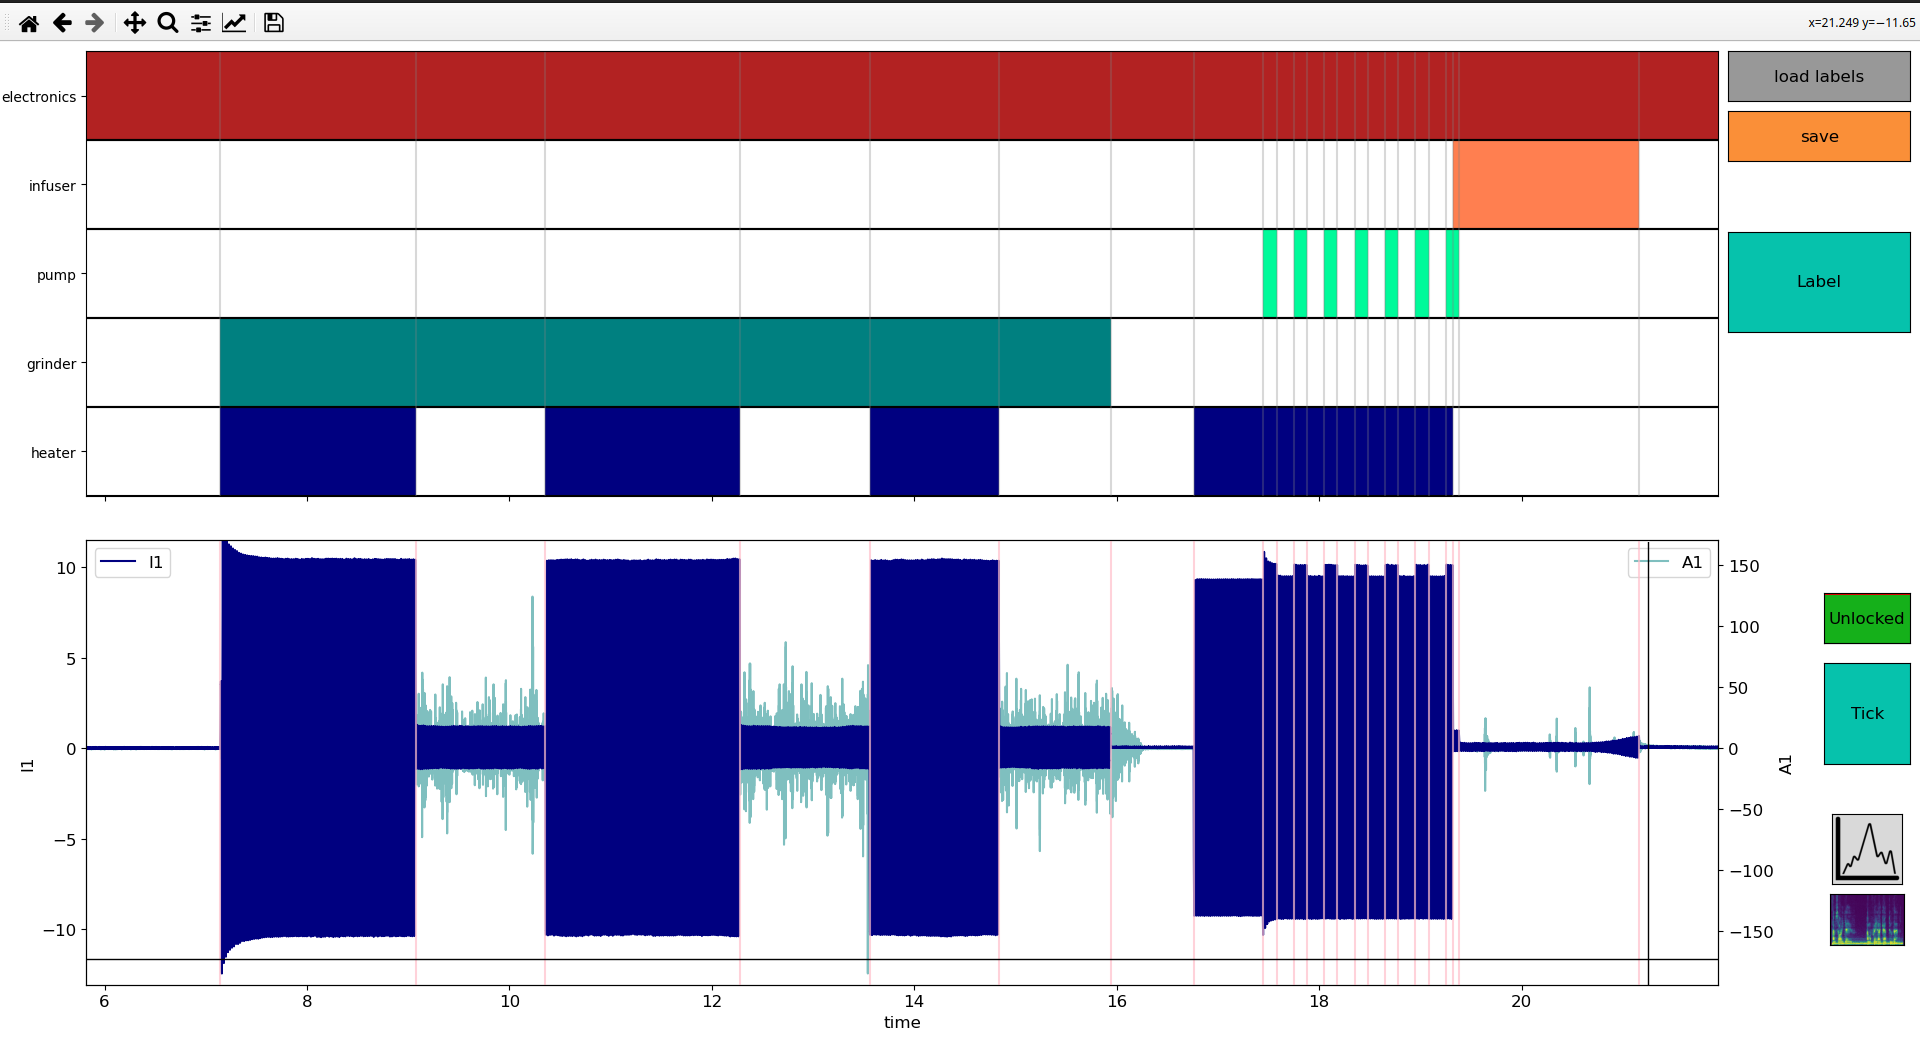 x=21.249 y=−11.65
electronics
infuser
pump
grinder
heater
load labels
save
Label
I1
A1
10
5
0
−5
−10
I1
150
100
50
0
−50
−100
−150
A1
6
8
10
12
14
16
18
20
time
Unlocked
Tick